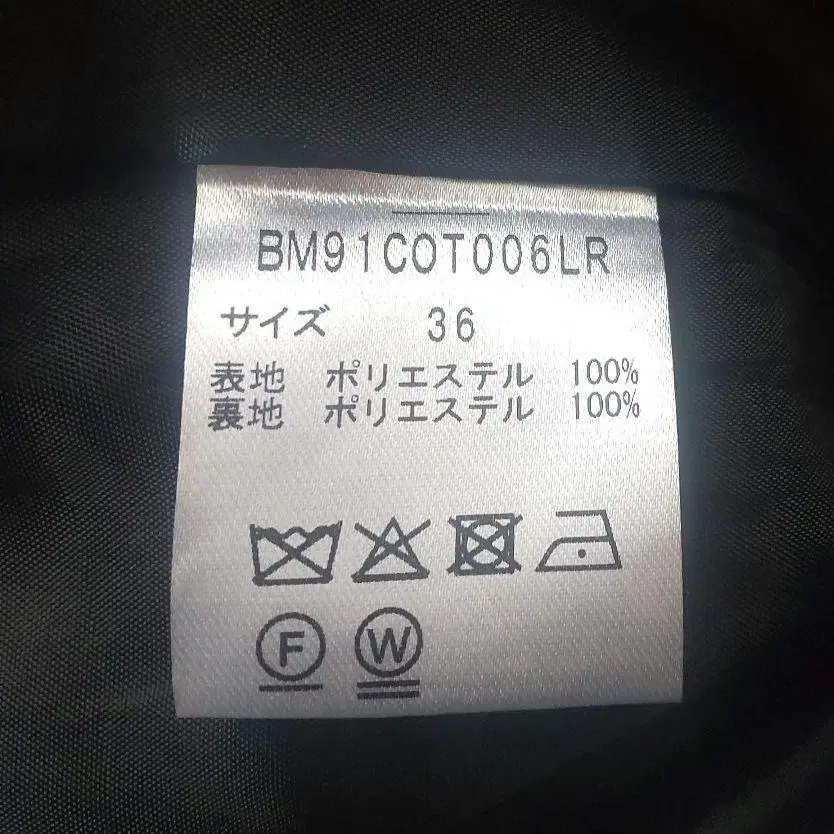 BM91COT006LR
サイズ 36
表地 ポリエステル 100%
裏地 ポリエステル 100%
F W